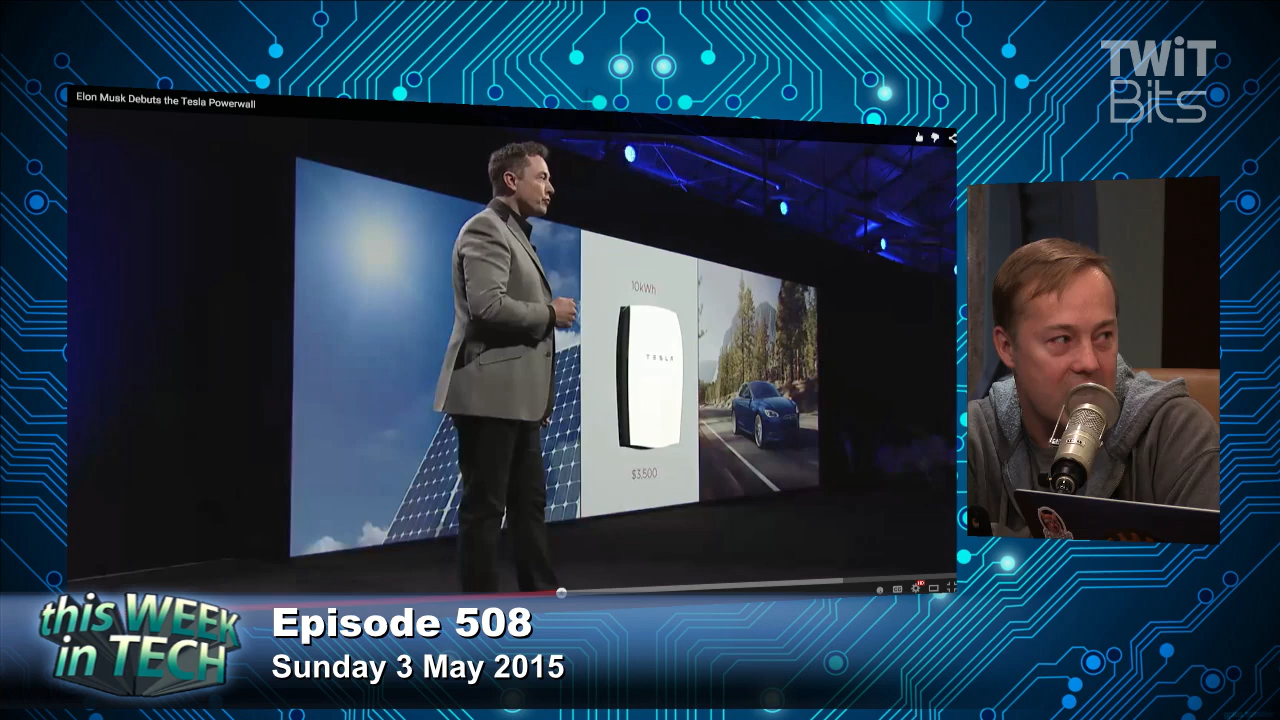 Elon Musk Debuts the Tesla Powerwall
TWiT
Bits
10kWh
TESLA
$3,500
HD
this WEEK
in TECH
Episode 508
Sunday 3 May 2015